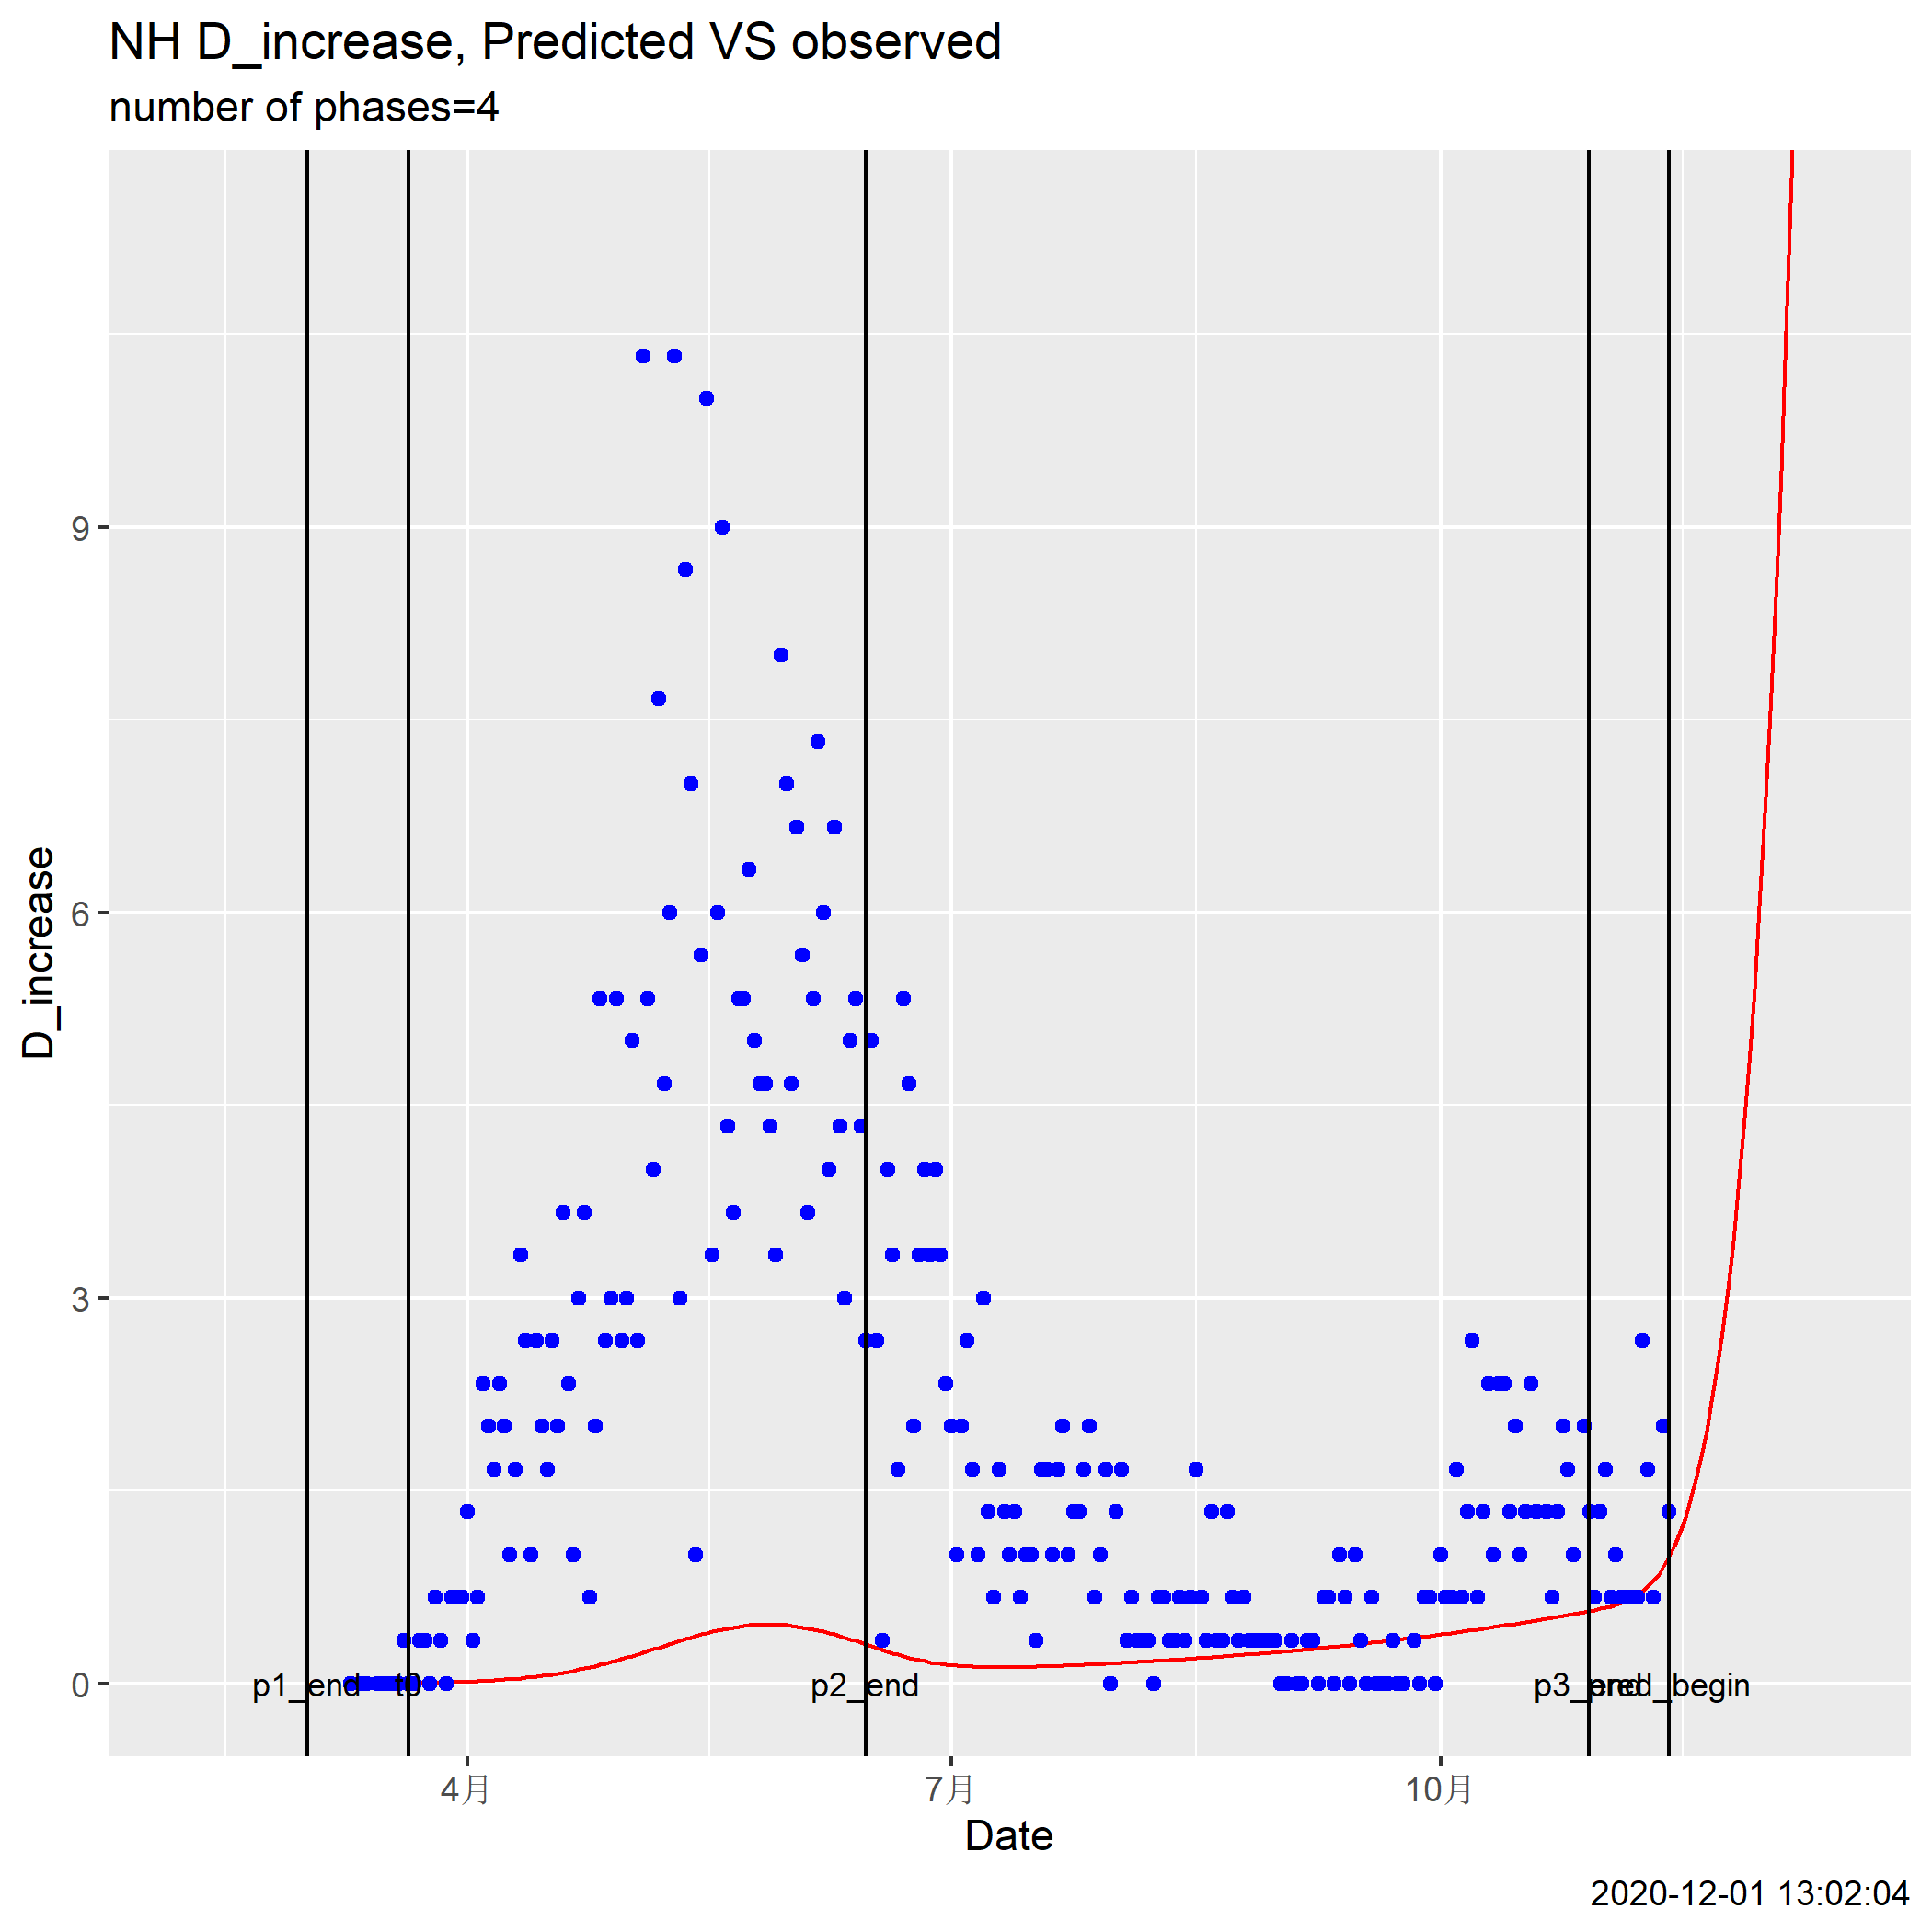 NH D_increase, Predicted VS observed
number of phases=4
D_increase
9
6
3
0
p1_end
t0
p2_end
p3_end
pred_begin
4月
7月
10月
Date
2020-12-01 13:02:04